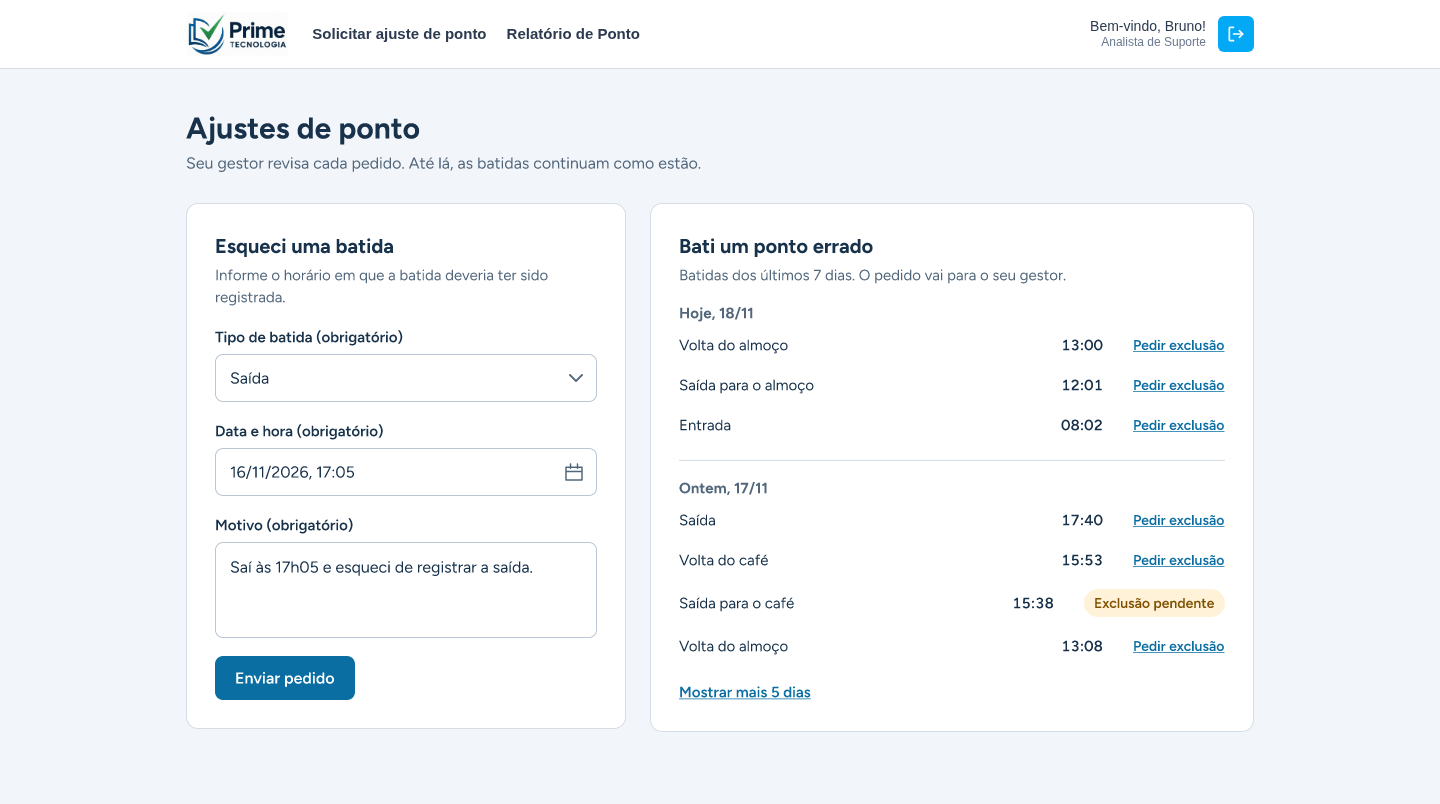 Prime
TECNOLOGIA
Solicitar ajuste de ponto
Relatório de Ponto
Bem-vindo, Bruno!
Analista de Suporte
Ajustes de ponto
Seu gestor revisa cada pedido. Até lá, as batidas continuam como estão.
Esqueci uma batida
Informe o horário em que a batida deveria ter sido
registrada.
Tipo de batida (obrigatório)
Saída
Data e hora (obrigatório)
16/11/2026, 17:05
Motivo (obrigatório)
Saí às 17h05 e esqueci de registrar a saída.
Enviar pedido
Bati um ponto errado
Batidas dos últimos 7 dias. O pedido vai para o seu gestor.
Hoje, 18/11
Volta do almoço 13:00 Pedir exclusão
Saída para o almoço 12:01 Pedir exclusão
Entrada 08:02 Pedir exclusão
Ontem, 17/11
Saída 17:40 Pedir exclusão
Volta do café 15:53 Pedir exclusão
Saída para o café 15:38 Exclusão pendente
Volta do almoço 13:08 Pedir exclusão
Mostrar mais 5 dias